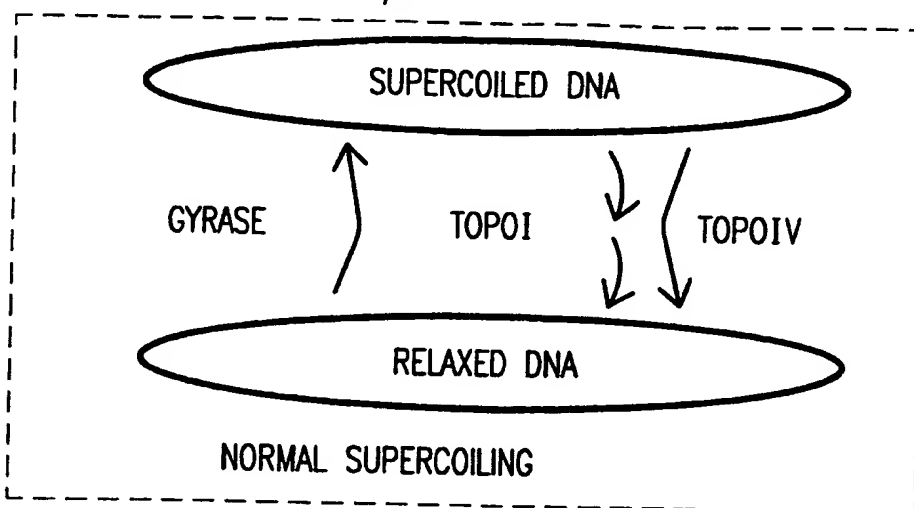 SUPERCOILED DNA
GYRASE
TOPOI
TOPOIV
RELAXED DNA
NORMAL SUPERCOILING